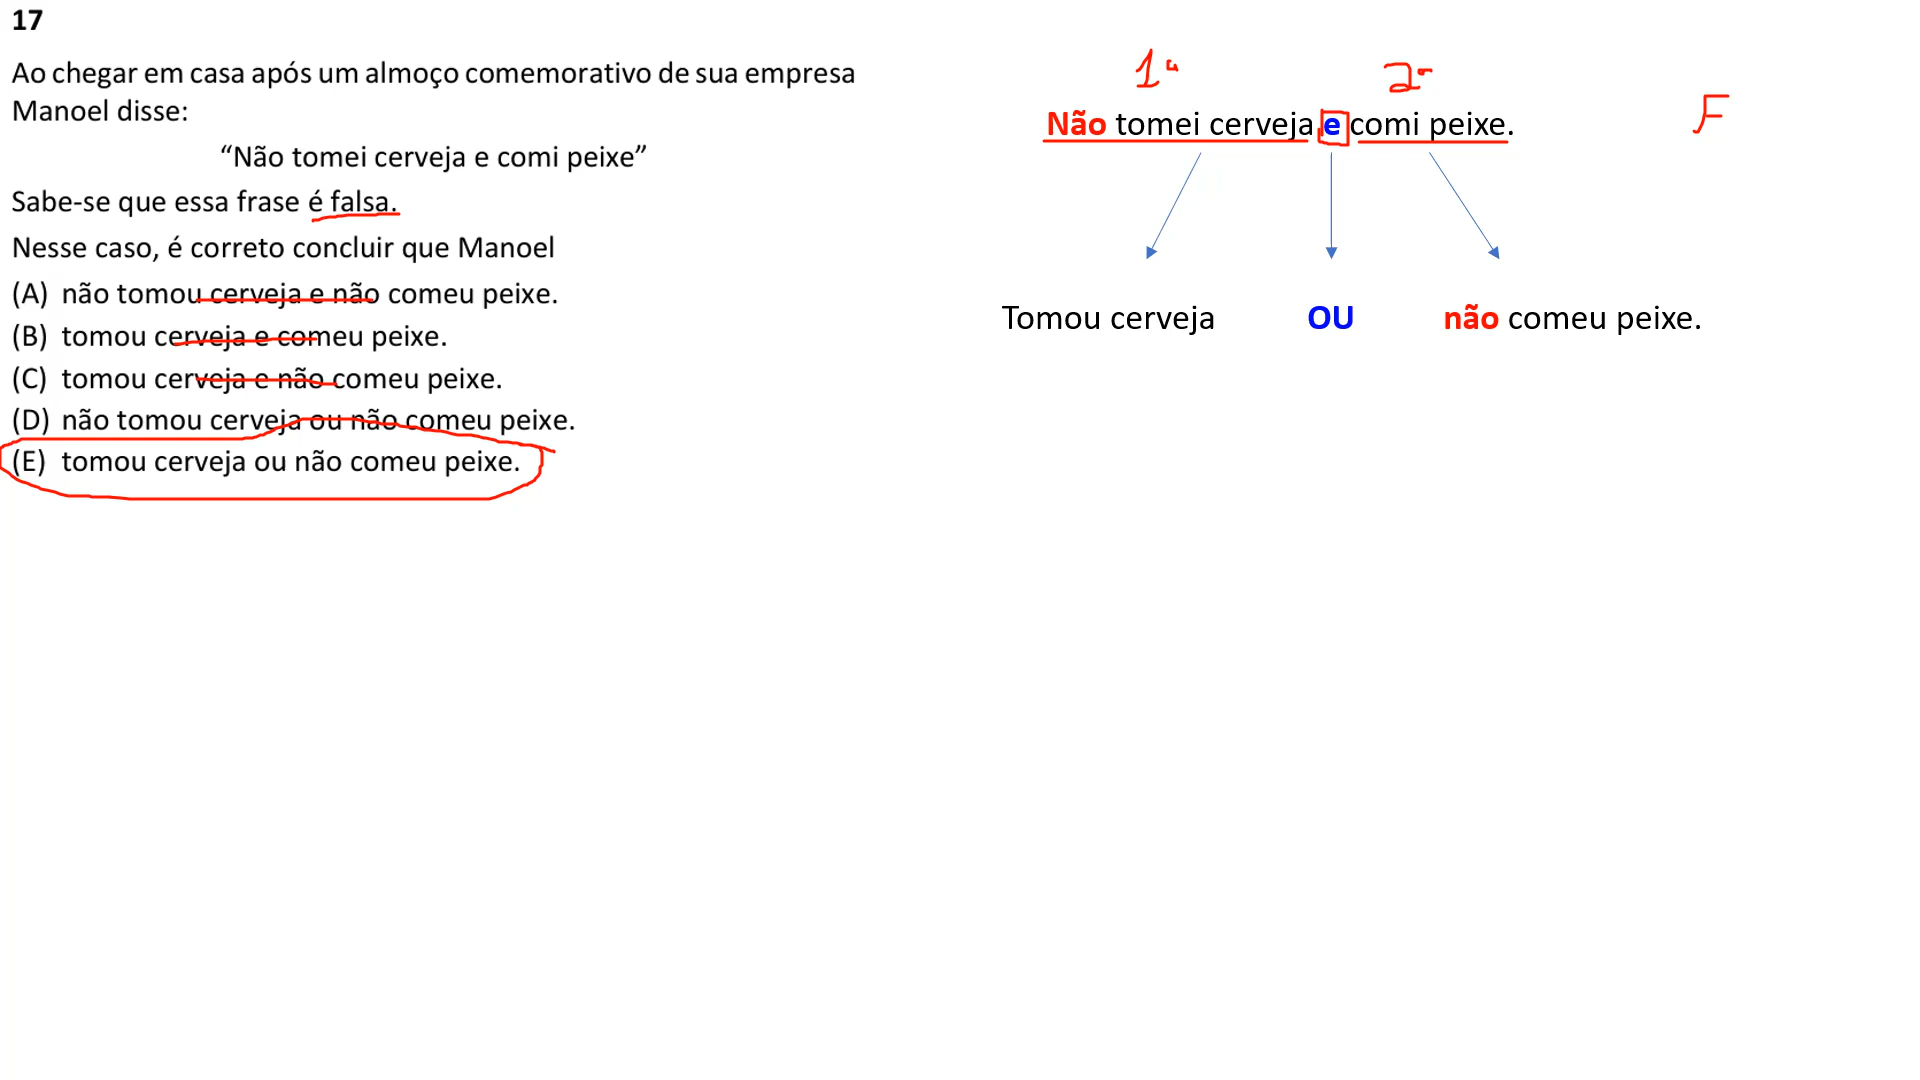 17
Ao chegar em casa após um almoço comemorativo de sua empresa
Manoel disse:
“Não tomei cerveja e comi peixe”
Sabe-se que essa frase é falsa.
Nesse caso, é correto concluir que Manoel
(A) não tomou cerveja e não comeu peixe.
(B) tomou cerveja e comeu peixe.
(C) tomou cerveja e não comeu peixe.
(D) não tomou cerveja ou não comeu peixe.
(E) tomou cerveja ou não comeu peixe.
1ª 2ª
Não tomei cerveja e comi peixe. F
Tomou cerveja OU não comeu peixe.